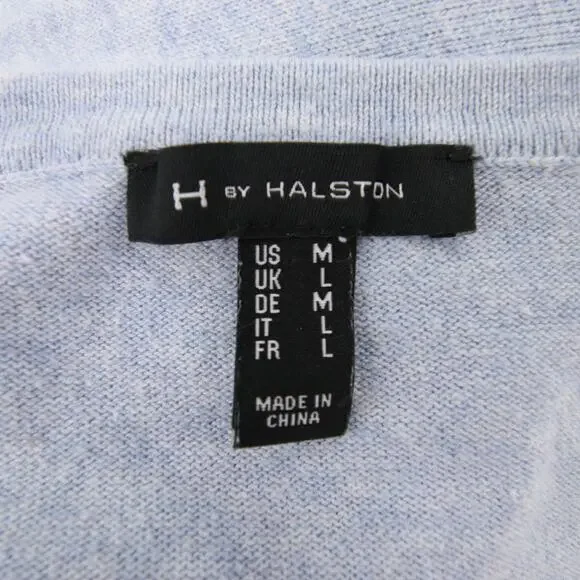 H BY HALSTON
US M
UK L
DE M
IT L
FR L
MADE IN
CHINA